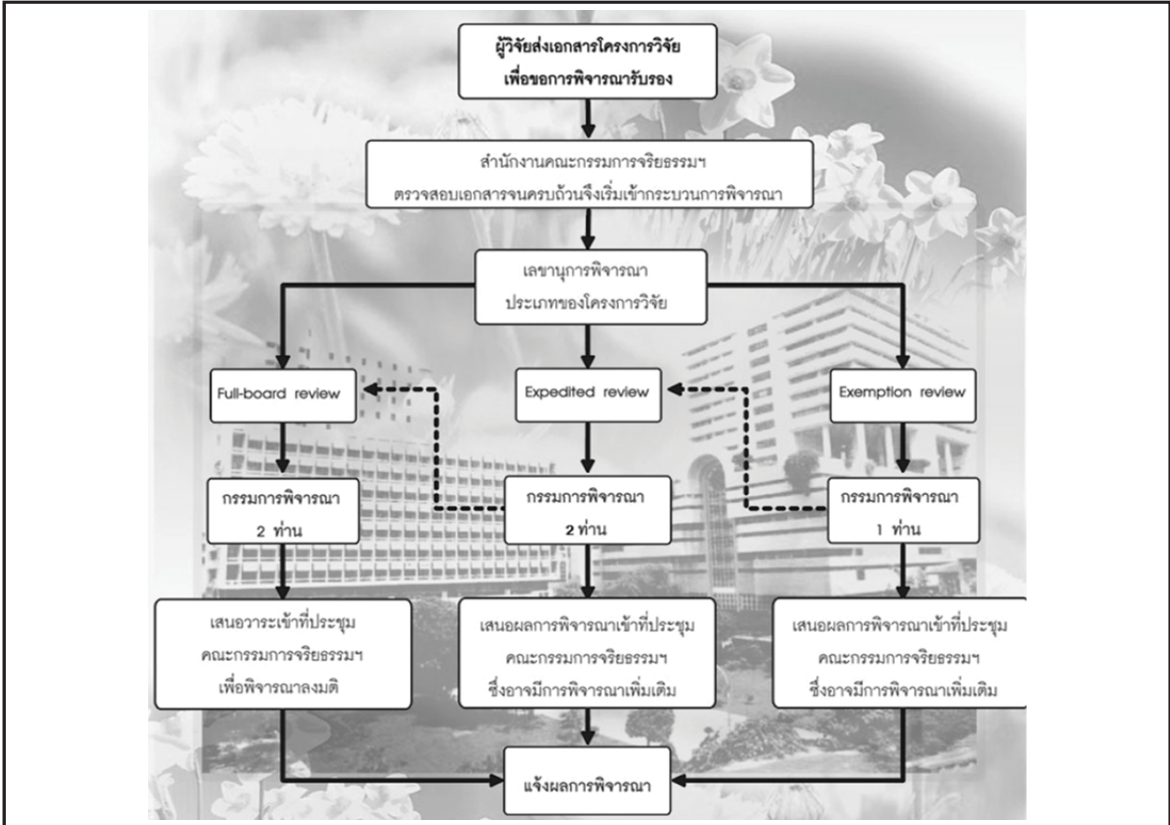 ผู้วิจัยส่งเอกสารโครงการวิจัย
เพื่อขอการพิจารณารับรอง
สำนักงานคณะกรรมการจริยธรรมฯ
ตรวจสอบเอกสารจนครบถ้วนจึงเริ่มเข้ากระบวนการพิจารณา
เลขานุการพิจารณา
ประเภทของโครงการวิจัย
Full-board review
Expedited review
Exemption review
กรรมการพิจารณา
2 ท่าน
กรรมการพิจารณา
2 ท่าน
กรรมการพิจารณา
1 ท่าน
เสนอวาระเข้าที่ประชุม
คณะกรรมการจริยธรรมฯ
เพื่อพิจารณาลงมติ
เสนอผลการพิจารณาเข้าที่ประชุม
คณะกรรมการจริยธรรมฯ
ซึ่งอาจมีการพิจารณาเพิ่มเติม
เสนอผลการพิจารณาเข้าที่ประชุม
คณะกรรมการจริยธรรมฯ
ซึ่งอาจมีการพิจารณาเพิ่มเติม
แจ้งผลการพิจารณา